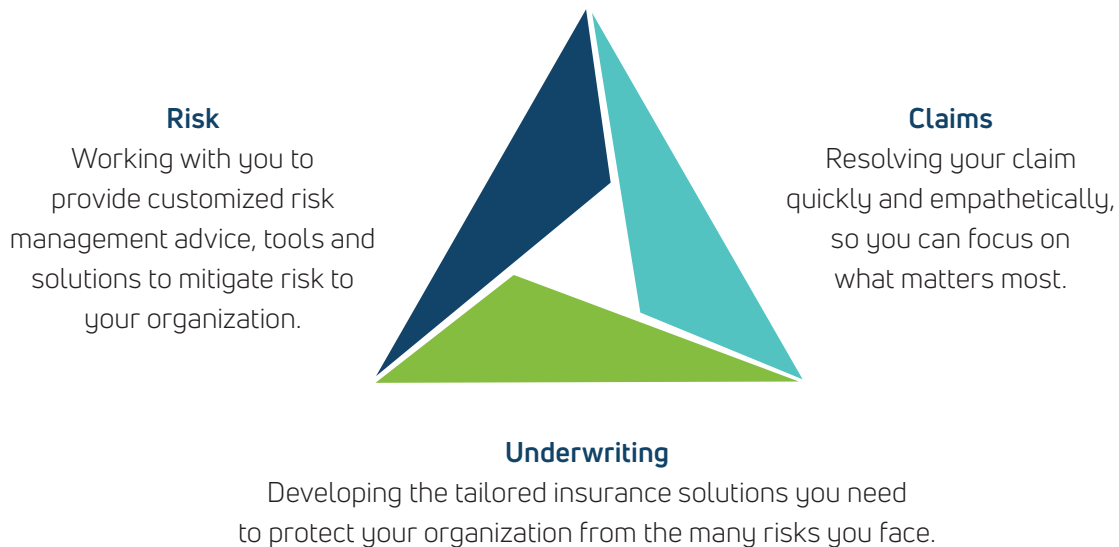 Risk
Working with you to
provide customized risk
management advice, tools and
solutions to mitigate risk to
your organization.
Claims
Resolving your claim
quickly and empathetically,
so you can focus on
what matters most.
Underwriting
Developing the tailored insurance solutions you need
to protect your organization from the many risks you face.